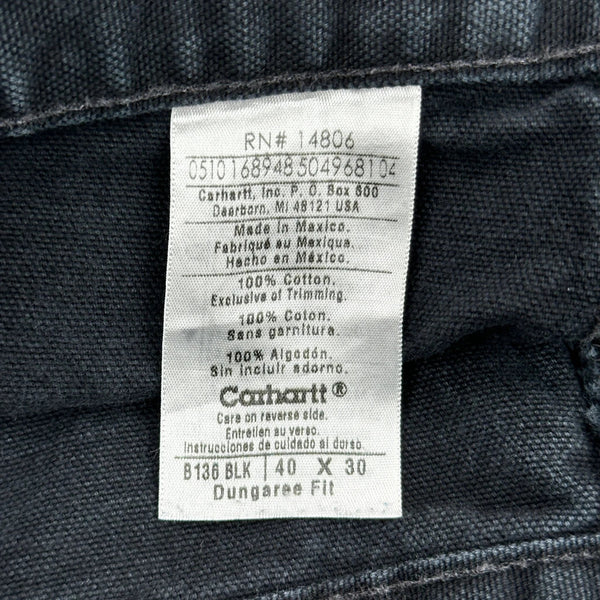 RN# 14806
0510168948504968104
Carhartt, Inc. P. O. Box 600
Dearborn, MI 48121 USA
Made in Mexico.
Fabriqué au Mexique.
Hecho en México.
100% Cotton.
Exclusive of Trimming.
100% Coton.
Sans garnitura.
100% Algodón.
Sin incluir adorno.
Carhartt®
Care on reverse side.
Entretien au verso.
Instrucciones de cuidado al dorso.
B136 BLK 40 X 30
Dungaree Fit